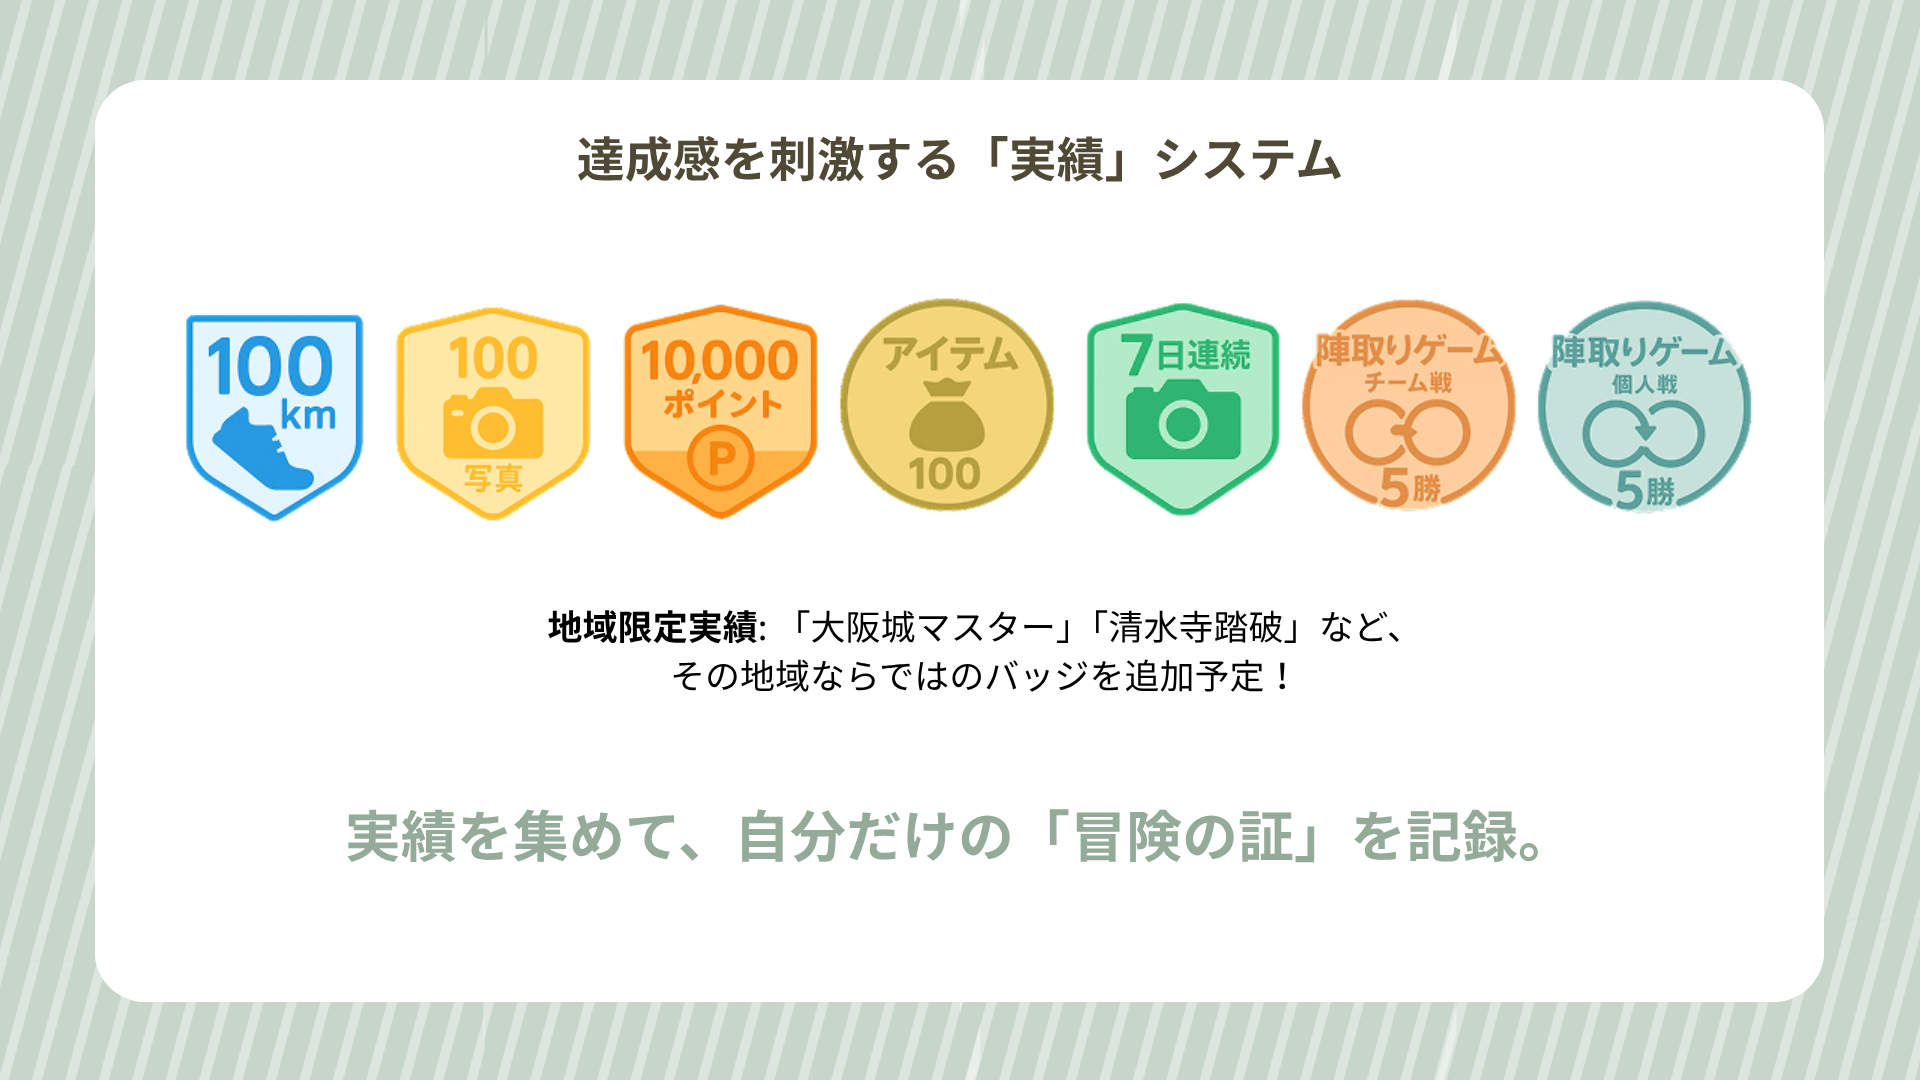 達成感を刺激する「実績」システム
100
km
100
写真
10,000
ポイント
P
アイテム
100
7日連続
陣取りゲーム
チーム戦
5勝
陣取りゲーム
個人戦
5勝
地域限定実績: 「大阪城マスター」「清水寺踏破」など、
その地域ならではのバッジを追加予定！
実績を集めて、自分だけの「冒険の証」を記録。